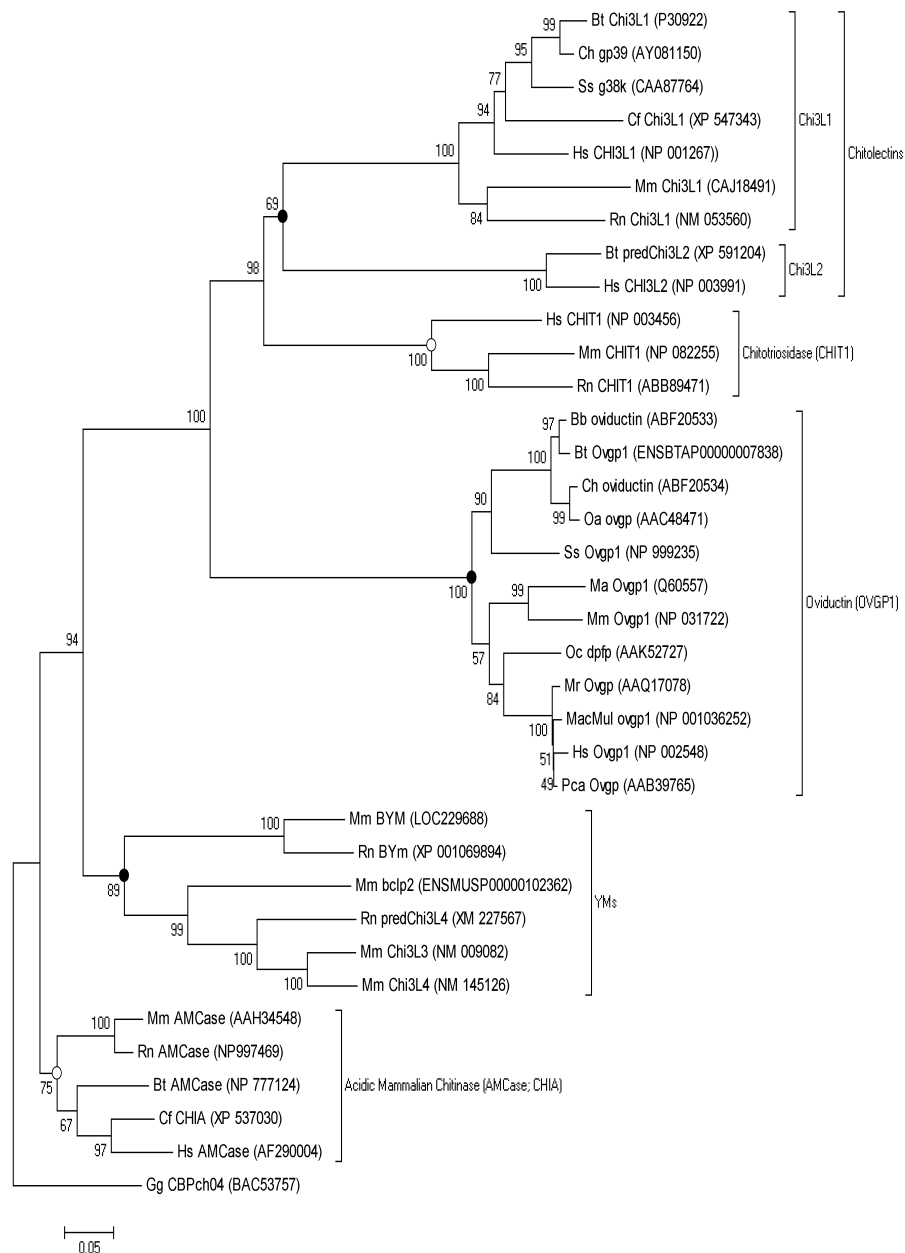 99
Bt Chi3L1 (P30922)
95
Ch gp39 (AY081150)
77
Ss g38k (CAA87764)
94
Cf Chi3L1 (XP 547343)
Chi3L1
100
Hs CHI3L1 (NP 001267))
Chitolectins
Mm Chi3L1 (CAJ18491)
84
Rn Chi3L1 (NM 053560)
69
Bt predChi3L2 (XP 591204)
Chi3L2
98
100
Hs CHI3L2 (NP 003991)
Hs CHIT1 (NP 003456)
100
Mm CHIT1 (NP 082255)
Chitotriosidase (CHIT1)
100
Rn CHIT1 (ABB89471)
100
97
Bb oviductin (ABF20533)
100
Bt Ovgp1 (ENSBTAP00000007838)
90
Ch oviductin (ABF20534)
99
Oa ovgp (AAC48471)
Ss Ovgp1 (NP 999235)
100
99
Ma Ovgp1 (Q60557)
Oviductin (OVGP1)
Mm Ovgp1 (NP 031722)
57
Oc dpfp (AAK52727)
84
Mr Ovgp (AAQ17078)
100
MacMul ovgp1 (NP 001036252)
51
Hs Ovgp1 (NP 002548)
49
Pca Ovgp (AAB39765)
94
100
Mm BYM (LOC229688)
Rn BYm (XP 001069894)
89
Mm bclp2 (ENSMUSP00000102362)
YMs
99
Rn predChi3L4 (XM 227567)
100
Mm Chi3L3 (NM 009082)
100
Mm Chi3L4 (NM 145126)
100
Mm AMCase (AAH34548)
Rn AMCase (NP997469)
75
Bt AMCase (NP 777124)
Acidic Mammalian Chitinase (AMCase; CHIA)
67
Cf CHIA (XP 537030)
97
Hs AMCase (AF290004)
Gg CBPch04 (BAC53757)
0.05